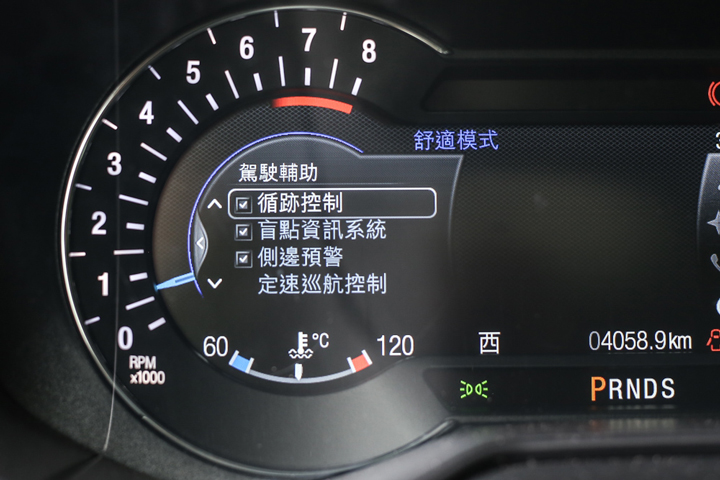 8
7
6
5
4
3
2
1
0
RPM
x1000
舒適模式
駕駛輔助
循跡控制
盲點資訊系統
側邊預警
定速巡航控制
60 °C 120
西 04058.9km
PRNDS